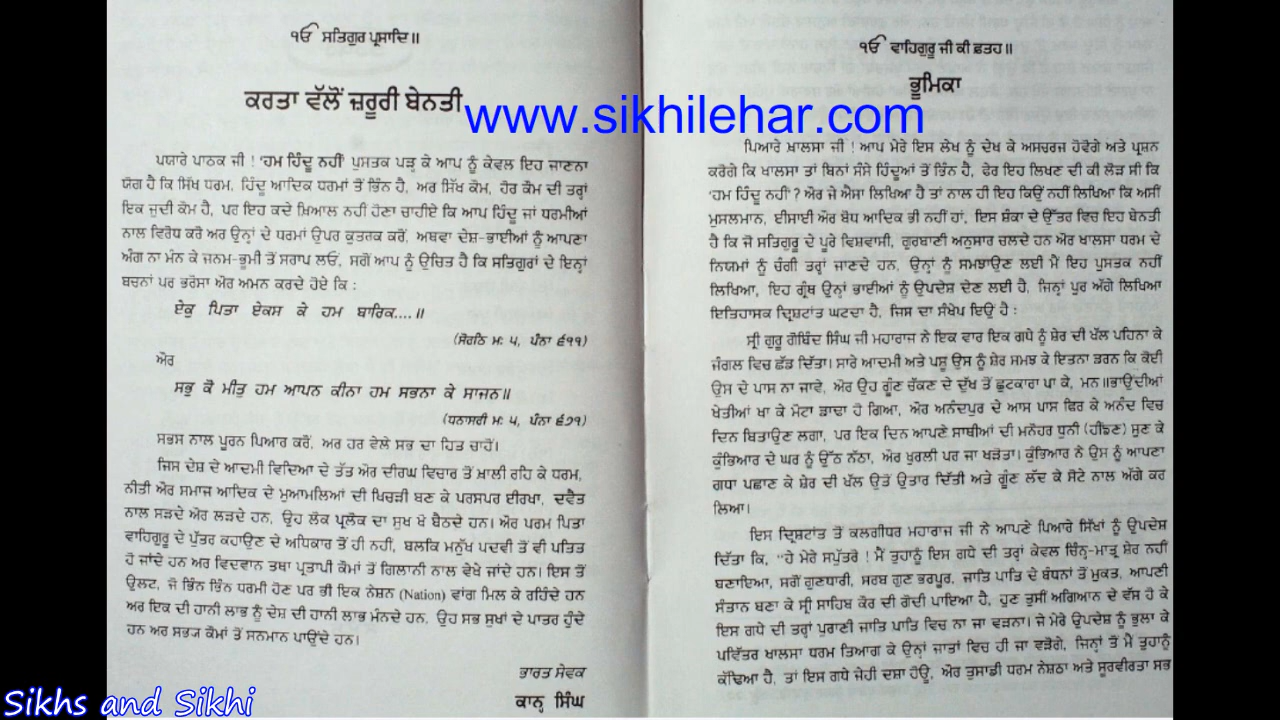 ੧ੴ ਸਤਿਗੁਰ ਪ੍ਰਸਾਦਿ॥
ਕਰਤਾ ਵੱਲੋਂ ਜ਼ਰੂਰੀ ਬੇਨਤੀ
ਪਯਾਰੇ ਪਾਠਕ ਜੀ ! 'ਹਮ ਹਿੰਦੂ ਨਹੀਂ' ਪੁਸਤਕ ਪੜ੍ਹ ਕੇ ਆਪ ਨੂੰ ਕੇਵਲ ਇਹ ਜਾਣਨਾ
ਯੋਗ ਹੈ ਕਿ ਸਿੱਖ ਧਰਮ, ਹਿੰਦੂ ਆਦਿਕ ਧਰਮਾਂ ਤੋਂ ਭਿੰਨ ਹੈ, ਅਰ ਸਿੱਖ ਕੌਮ, ਹੋਰ ਕੌਮ ਦੀ ਤਰ੍ਹਾਂ
ਇਕ ਜੁਦੀ ਕੌਮ ਹੈ, ਪਰ ਇਹ ਕਦੇ ਖ਼ਿਆਲ ਨਹੀਂ ਹੋਣਾ ਚਾਹੀਏ ਕਿ ਆਪ ਹਿੰਦੂ ਜਾਂ ਧਰਮੀਆਂ
ਨਾਲ ਵਿਰੋਧ ਕਰੋ ਅਰ ਉਨ੍ਹਾਂ ਦੇ ਧਰਮਾਂ ਉਪਰ ਕੁਤਰਕ ਕਰੋਂ, ਅਥਵਾ ਦੇਸ਼-ਭਾਈਆਂ ਨੂੰ ਆਪਣਾ
ਅੰਗ ਨਾ ਮੰਨ ਕੇ ਜਨਮ-ਭੂਮੀ ਤੋਂ ਸਰਾਪ ਲਓਂ, ਸਗੋਂ ਆਪ ਨੂੰ ਉਚਿਤ ਹੈ ਕਿ ਸਤਿਗੁਰਾਂ ਦੇ ਇਨ੍ਹਾਂ
ਬਚਨਾਂ ਪਰ ਭਰੋਸਾ ਔਰ ਅਮਨ ਕਰਦੇ ਹੋਏ ਕਿ :
ਏਕੁ ਪਿਤਾ ਏਕਸ ਕੇ ਹਮ ਬਾਰਿਕ....॥
(ਸੋਰਠਿ ਮ: ੫, ਪੰਨਾ ੬੧੧)
ਔਰ
ਸਭੁ ਕੋ ਮੀਤੁ ਹਮ ਆਪਨ ਕੀਨਾ ਹਮ ਸਭਨਾ ਕੇ ਸਾਜਨ॥
(ਧਨਾਸਰੀ ਮ: ੫, ਪੰਨਾ ੬੭੧)
ਸਭਸ ਨਾਲ ਪੂਰਨ ਪਿਆਰ ਕਰੋਂ, ਅਰ ਹਰ ਵੇਲੇ ਸਭ ਦਾ ਹਿਤ ਚਾਹੋਂ।
ਜਿਸ ਦੇਸ਼ ਦੇ ਆਦਮੀ ਵਿਦਿਆ ਦੇ ਤੱਤ ਔਰ ਦੀਰਘ ਵਿਚਾਰ ਤੋਂ ਖ਼ਾਲੀ ਰਹਿ ਕੇ ਧਰਮ,
ਨੀਤੀ ਔਰ ਸਮਾਜ ਆਦਿਕ ਦੇ ਮੁਆਮਲਿਆਂ ਦੀ ਖਿਚੜੀ ਬਣ ਕੇ ਪਰਸਪਰ ਈਰਖਾ, ਦਵੈਤ
ਨਾਲ ਸੜਦੇ ਔਰ ਲੜਦੇ ਹਨ, ਉਹ ਲੋਕ ਪ੍ਰਲੋਕ ਦਾ ਸੁਖ ਖੋ ਬੈਠਦੇ ਹਨ। ਔਰ ਪਰਮ ਪਿਤਾ
ਵਾਹਿਗੁਰੂ ਦੇ ਪੁੱਤਰ ਕਹਾਉਣ ਦੇ ਅਧਿਕਾਰ ਤੋਂ ਹੀ ਨਹੀਂ, ਬਲਕਿ ਮਨੁੱਖ ਪਦਵੀ ਤੋਂ ਵੀ ਪਤਿਤ
ਹੋ ਜਾਂਦੇ ਹਨ ਅਰ ਵਿਦਵਾਨ ਤਥਾ ਪ੍ਰਤਾਪੀ ਕੌਮਾਂ ਤੋਂ ਗਿਲਾਨੀ ਨਾਲ ਵੇਖੇ ਜਾਂਦੇ ਹਨ। ਇਸ ਤੋਂ
ਉਲਟ, ਜੋ ਭਿੰਨ ਭਿੰਨ ਧਰਮੀ ਹੋਣ ਪਰ ਭੀ ਇਕ ਨੇਸ਼ਨ (Nation) ਵਾਂਗ ਮਿਲ ਕੇ ਰਹਿੰਦੇ ਹਨ
ਅਰ ਇਕ ਦੀ ਹਾਨੀ ਲਾਭ ਨੂੰ ਦੇਸ਼ ਦੀ ਹਾਨੀ ਲਾਭ ਮੰਨਦੇ ਹਨ, ਉਹ ਸਭ ਸੁਖਾਂ ਦੇ ਪਾਤਰ ਹੁੰਦੇ
ਹਨ ਅਰ ਸਭਯ ਕੌਮਾਂ ਤੋਂ ਸਨਮਾਨ ਪਾਉਂਦੇ ਹਨ।
ਭਾਰਤ ਸੇਵਕ
ਕਾਨ੍ਹ ਸਿੰਘ
੧ੴ ਵਾਹਿਗੁਰੂ ਜੀ ਕੀ ਫ਼ਤਹ॥
ਭੂਮਿਕਾ
www.sikhilehar.com
ਪਿਆਰੇ ਖ਼ਾਲਸਾ ਜੀ ! ਆਪ ਮੇਰੇ ਇਸ ਲੇਖ ਨੂੰ ਦੇਖ ਕੇ ਅਸਚਰਜ ਹੋਵੋਗੇ ਅਤੇ ਪ੍ਰਸ਼ਨ
ਕਰੋਗੇ ਕਿ ਖਾਲਸਾ ਤਾਂ ਬਿਨਾਂ ਸੰਸੇ ਹਿੰਦੂਆਂ ਤੋਂ ਭਿੰਨ ਹੈ, ਫੇਰ ਇਹ ਲਿਖਣ ਦੀ ਕੀ ਲੋੜ ਸੀ ਕਿ
'ਹਮ ਹਿੰਦੂ ਨਹੀਂ' ? ਔਰ ਜੇ ਐਸਾ ਲਿਖਿਆ ਹੈ ਤਾਂ ਨਾਲ ਹੀ ਇਹ ਕਿਉਂ ਨਹੀਂ ਲਿਖਿਆ ਕਿ ਅਸੀਂ
ਮੁਸਲਮਾਨ, ਈਸਾਈ ਔਰ ਬੋਧ ਆਦਿਕ ਭੀ ਨਹੀਂ ਹਾਂ, ਇਸ ਸ਼ੰਕਾ ਦੇ ਉੱਤਰ ਵਿਚ ਇਹ ਬੇਨਤੀ
ਹੈ ਕਿ ਜੋ ਸਤਿਗੁਰੂ ਦੇ ਪੂਰੇ ਵਿਸ਼ਵਾਸੀ, ਗੁਰਬਾਣੀ ਅਨੁਸਾਰ ਚਲਦੇ ਹਨ ਔਰ ਖਾਲਸਾ ਧਰਮ ਦੇ
ਨਿਯਮਾਂ ਨੂੰ ਚੰਗੀ ਤਰ੍ਹਾਂ ਜਾਣਦੇ ਹਨ, ਉਨ੍ਹਾਂ ਨੂੰ ਸਮਝਾਉਣ ਲਈ ਮੈਂ ਇਹ ਪੁਸਤਕ ਨਹੀਂ
ਲਿਖਿਆ, ਇਹ ਗ੍ਰੰਥ ਉਨ੍ਹਾਂ ਭਾਈਆਂ ਨੂੰ ਉਪਦੇਸ਼ ਦੇਣ ਲਈ ਹੈ, ਜਿਨ੍ਹਾਂ ਪੁਰ ਅੱਗੇ ਲਿਖਿਆ
ਇਤਿਹਾਸਕ ਦ੍ਰਿਸ਼ਟਾਂਤ ਘਟਦਾ ਹੈ, ਜਿਸ ਦਾ ਸੰਖੇਪ ਇਉਂ ਹੈ :
ਸ੍ਰੀ ਗੁਰੂ ਗੋਬਿੰਦ ਸਿੰਘ ਜੀ ਮਹਾਰਾਜ ਨੇ ਇਕ ਵਾਰ ਇਕ ਗਧੇ ਨੂੰ ਸ਼ੇਰ ਦੀ ਖੱਲ ਪਹਿਨਾ ਕੇ
ਜੰਗਲ ਵਿਚ ਛੱਡ ਦਿੱਤਾ। ਸਾਰੇ ਆਦਮੀ ਅਤੇ ਪਸ਼ੂ ਉਸ ਨੂੰ ਸ਼ੇਰ ਸਮਝ ਕੇ ਇਤਨਾ ਡਰਨ ਕਿ ਕੋਈ
ਉਸ ਦੇ ਪਾਸ ਨਾ ਜਾਵੇ, ਔਰ ਉਹ ਗੂੰਣ ਚੱਕਣ ਦੇ ਦੁੱਖ ਤੋਂ ਛੁਟਕਾਰਾ ਪਾ ਕੇ, ਮਨ॥ਭਾਉਂਦੀਆਂ
ਖੇਤੀਆਂ ਖਾ ਕੇ ਮੋਟਾ ਡਾਢਾ ਹੋ ਗਿਆ, ਔਰ ਅਨੰਦਪੁਰ ਦੇ ਆਸ ਪਾਸ ਫਿਰ ਕੇ ਅਨੰਦ ਵਿਚ
ਦਿਨ ਬਿਤਾਉਣ ਲਗਾ, ਪਰ ਇਕ ਦਿਨ ਆਪਣੇ ਸਾਥੀਆਂ ਦੀ ਮਨੋਹਰ ਧੁਨੀ (ਹੀਂਙਣ) ਸੁਣ ਕੇ
ਕੁੰਭਿਆਰ ਦੇ ਘਰ ਨੂੰ ਉੱਠ ਨੱਠਾ, ਔਰ ਖੁਰਲੀ ਪਰ ਜਾ ਖੜੋਤਾ। ਕੁੰਭਿਆਰ ਨੇ ਉਸ ਨੂੰ ਆਪਣਾ
ਗਧਾ ਪਛਾਣ ਕੇ ਸ਼ੇਰ ਦੀ ਖੱਲ ਉਤੋਂ ਉਤਾਰ ਦਿੱਤੀ ਅਤੇ ਗੂੰਣ ਲੱਦ ਕੇ ਸੋਟੇ ਨਾਲ ਅੱਗੇ ਕਰ
ਲਿਆ।
ਇਸ ਦ੍ਰਿਸ਼ਟਾਂਤ ਤੋਂ ਕਲਗੀਧਰ ਮਹਾਰਾਜ ਜੀ ਨੇ ਆਪਣੇ ਪਿਆਰੇ ਸਿੱਖਾਂ ਨੂੰ ਉਪਦੇਸ਼
ਦਿੱਤਾ ਕਿ, "ਹੇ ਮੇਰੇ ਸਪੁੱਤਰੋ ! ਮੈਂ ਤੁਹਾਨੂੰ ਇਸ ਗਧੇ ਦੀ ਤਰ੍ਹਾਂ ਕੇਵਲ ਚਿੰਨ੍ਹ-ਮਾਤ੍ਰ ਸ਼ੇਰ ਨਹੀਂ
ਬਣਾਇਆ, ਸਗੋਂ ਗੁਣਧਾਰੀ, ਸਰਬ ਗੁਣ ਭਰਪੂਰ, ਜਾਤਿ ਪਾਤਿ ਦੇ ਬੰਧਨਾਂ ਤੋਂ ਮੁਕਤ, ਆਪਣੀ
ਸੰਤਾਨ ਬਣਾ ਕੇ ਸ੍ਰੀ ਸਾਹਿਬ ਕੌਰ ਦੀ ਗੋਦੀ ਪਾਇਆ ਹੈ, ਹੁਣ ਤੁਸੀਂ ਅਗਿਆਨ ਦੇ ਵੱਸ ਹੋ ਕੇ
ਇਸ ਗਧੇ ਦੀ ਤਰ੍ਹਾਂ ਪੁਰਾਣੀ ਜਾਤਿ ਪਾਤਿ ਵਿਚ ਨਾ ਜਾ ਵੜਨਾ। ਜੇ ਮੇਰੇ ਉਪਦੇਸ਼ ਨੂੰ ਭੁਲਾ ਕੇ
ਪਵਿੱਤਰ ਖਾਲਸਾ ਧਰਮ ਤਿਆਗ ਕੇ ਉਨ੍ਹਾਂ ਜਾਤਾਂ ਵਿਚ ਹੀ ਜਾ ਵੜੋਗੇ, ਜਿਨ੍ਹਾਂ ਤੋਂ ਮੈਂ ਤੁਹਾਨੂੰ
ਕੱਢਿਆ ਹੈ, ਤਾਂ ਇਸ ਗਧੇ ਜੇਹੀ ਦਸ਼ਾ ਹੋਊ, ਔਰ ਤੁਸਾਡੀ ਧਰਮ ਨੇਸ਼ਠਾ ਅਤੇ ਸੂਰਵੀਰਤਾ ਸਭ
Sikhs and Sikhi